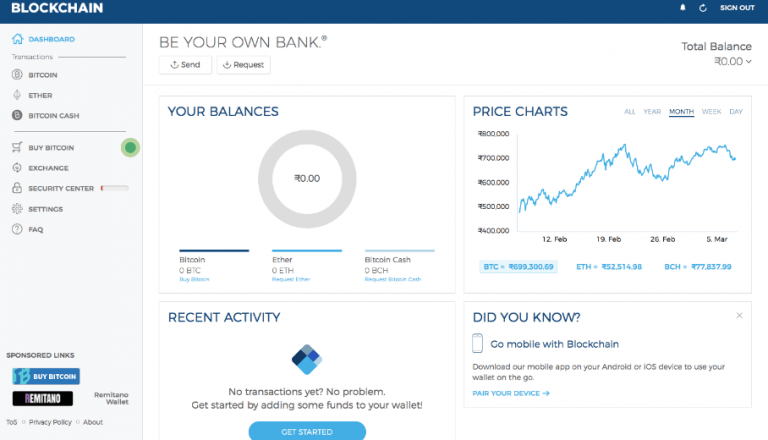 BLOCKCHAIN
SIGN OUT
DASHBOARD
Transactions
BITCOIN
ETHER
BITCOIN CASH
BUY BITCOIN
EXCHANGE
SECURITY CENTER
SETTINGS
FAQ
SPONSORED LINKS
BUY BITCOIN
REMITANO
Remitano
Wallet
ToS Privacy Policy About
BE YOUR OWN BANK.®
Send Request
Total Balance
₹0.00
YOUR BALANCES
₹0.00
Bitcoin
0 BTC
Buy Bitcoin
Ether
0 ETH
Request Ether
Bitcoin Cash
0 BCH
Request Bitcoin Cash
PRICE CHARTS
ALL YEAR MONTH WEEK DAY
₹800,000
₹700,000
₹600,000
₹500,000
₹400,000
12. Feb 19. Feb 26. Feb 5. Mar
BTC = ₹699,300.69 ETH = ₹52,514.98 BCH = ₹77,837.99
RECENT ACTIVITY
No transactions yet? No problem.
Get started by adding some funds to your wallet!
GET STARTED
DID YOU KNOW?
Go mobile with Blockchain
Download our mobile app on your Android or iOS device to use your
wallet on the go.
PAIR YOUR DEVICE →